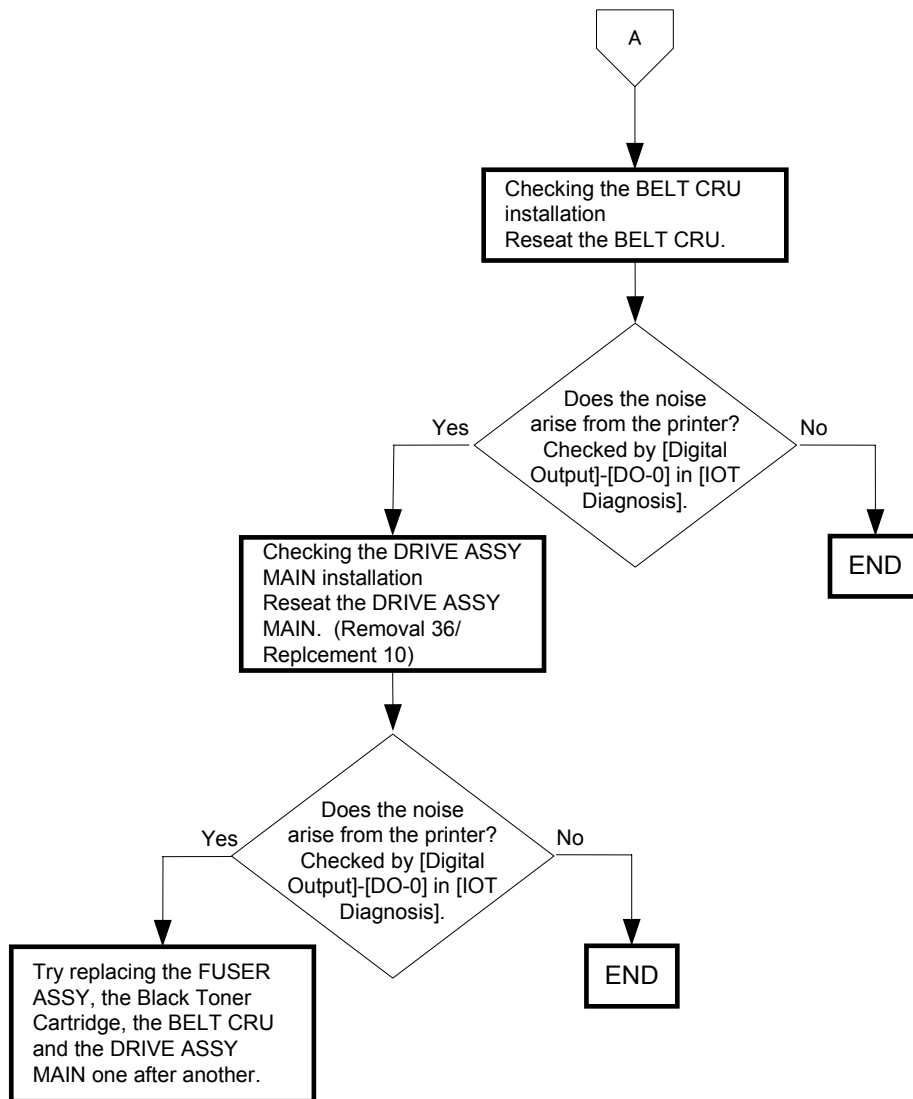 A
Checking the BELT CRU
installation
Reseat the BELT CRU.
Does the noise
arise from the printer?
Checked by [Digital
Output]-[DO-0] in [IOT
Diagnosis].
Yes
No
Checking the DRIVE ASSY
MAIN installation
Reseat the DRIVE ASSY
MAIN.  (Removal 36/
Replcement 10)
END
Does the noise
arise from the printer?
Checked by [Digital
Output]-[DO-0] in [IOT
Diagnosis].
Yes
No
Try replacing the FUSER
ASSY, the Black Toner
Cartridge, the BELT CRU
and the DRIVE ASSY
MAIN one after another.
END